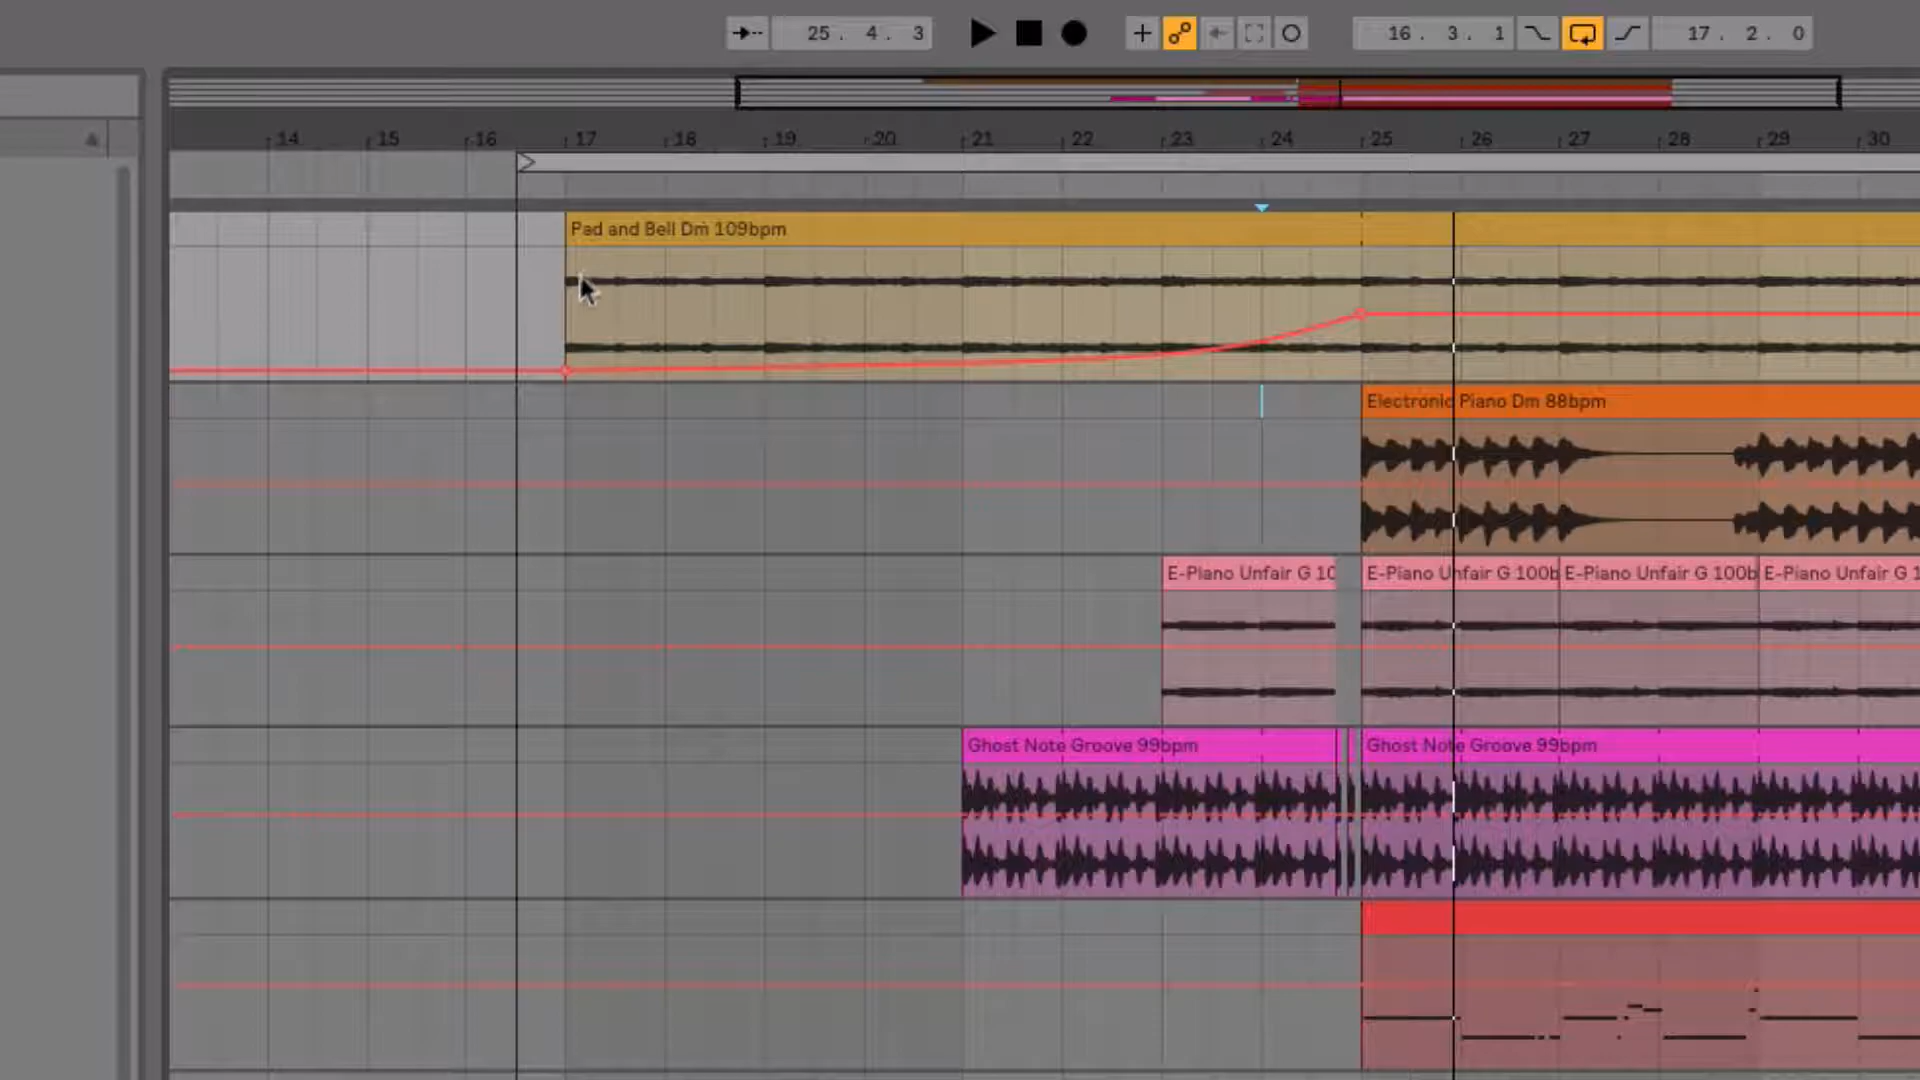 25. 4. 3
16. 3. 1
17. 2. 0
14 15 16 17 18 19 20 21 22 23 24 25 26 27 28 29 30
Pad and Bell Dm 109bpm
Electronic Piano Dm 88bpm
E-Piano Unfair G 10
E-Piano Unfair G 100b
E-Piano Unfair G 100b
E-Piano Unfair G 1
Ghost Note Groove 99bpm
Ghost Note Groove 99bpm